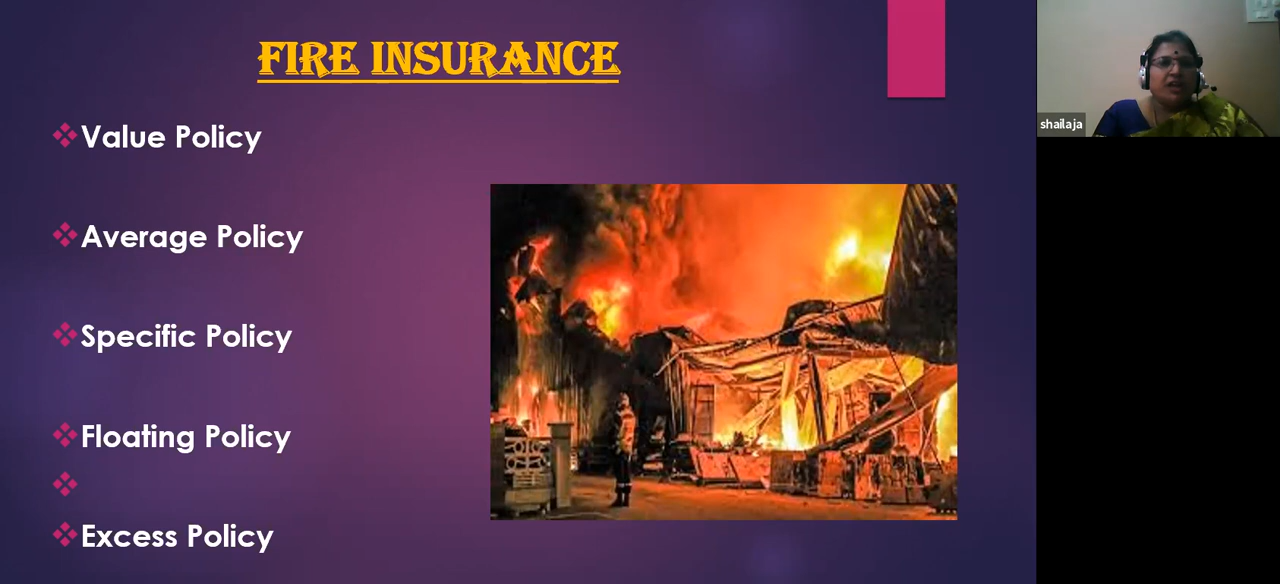 FIRE INSURANCE
Value Policy
Average Policy
Specific Policy
Floating Policy
Excess Policy
shailaja